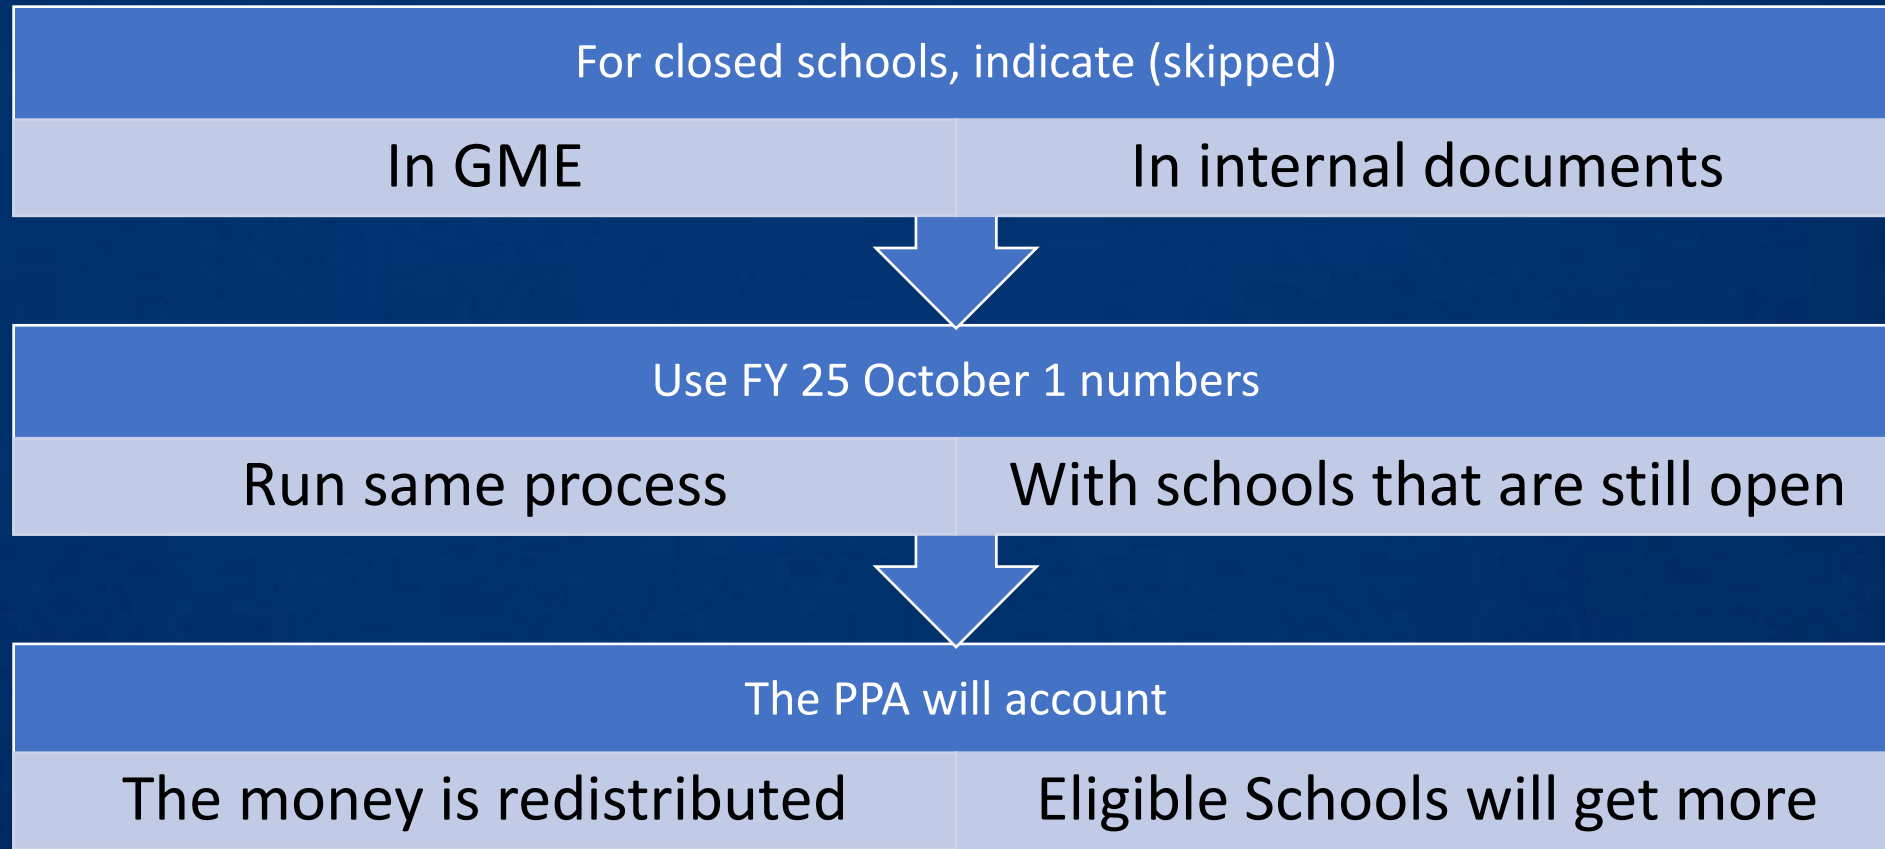 For closed schools, indicate (skipped)
In GME
In internal documents
Use FY 25 October 1 numbers
Run same process
With schools that are still open
The PPA will account
The money is redistributed
Eligible Schools will get more